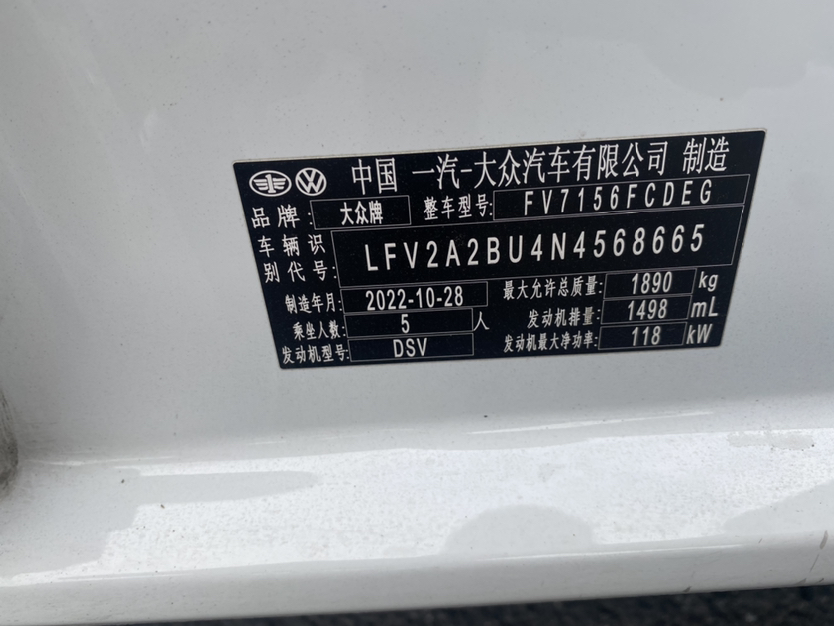 中国 一汽-大众汽车有限公司 制造
品牌: 大众牌 整车型号: FV7156FCDEG
车辆识别代号: LFV2A2BU4N4568665
制造年月: 2022-10-28 最大允许总质量: 1890 kg
乘坐人数: 5 人 发动机排量: 1498 mL
发动机型号: DSV 发动机最大净功率: 118 kW